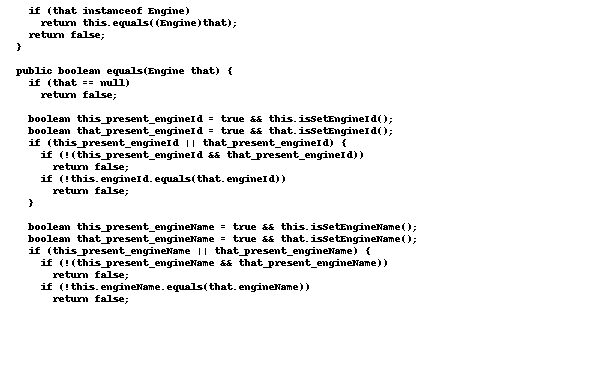 if (that instanceof Engine)
return this.equals((Engine)that);
return false;
}
public boolean equals(Engine that) {
if (that == null)
return false;
boolean this_present_engineId = true && this.isSetEngineId();
boolean that_present_engineId = true && that.isSetEngineId();
if (this_present_engineId || that_present_engineId) {
if (!(this_present_engineId && that_present_engineId))
return false;
if (!this.engineId.equals(that.engineId))
return false;
}
boolean this_present_engineName = true && this.isSetEngineName();
boolean that_present_engineName = true && that.isSetEngineName();
if (this_present_engineName || that_present_engineName) {
if (!(this_present_engineName && that_present_engineName))
return false;
if (!this.engineName.equals(that.engineName))
return false;